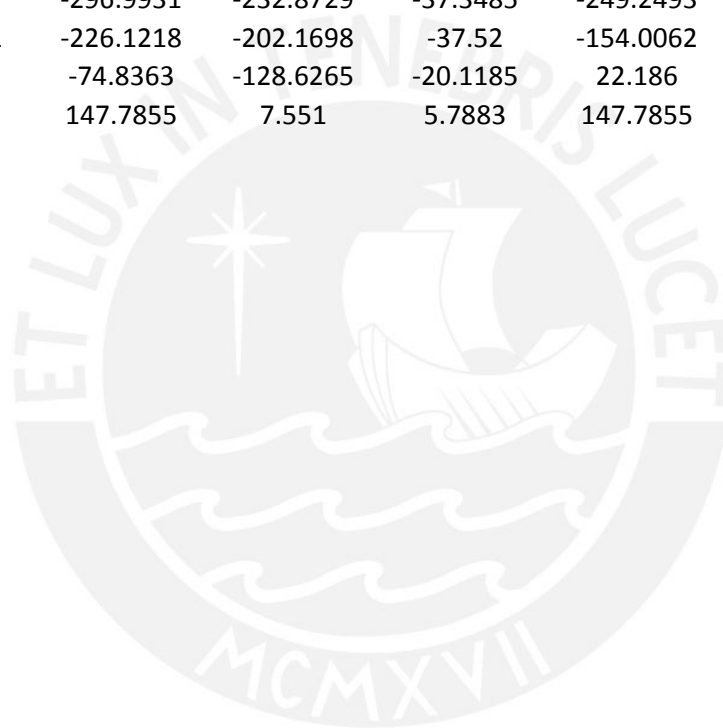 -226.1218 -202.1698 -37.52 -154.0062
-74.8363 -128.6265 -20.1185 22.186
147.7855 7.551 5.7883 147.7855
ET LUX IN TENEBRIS LUCET
MCMXVII